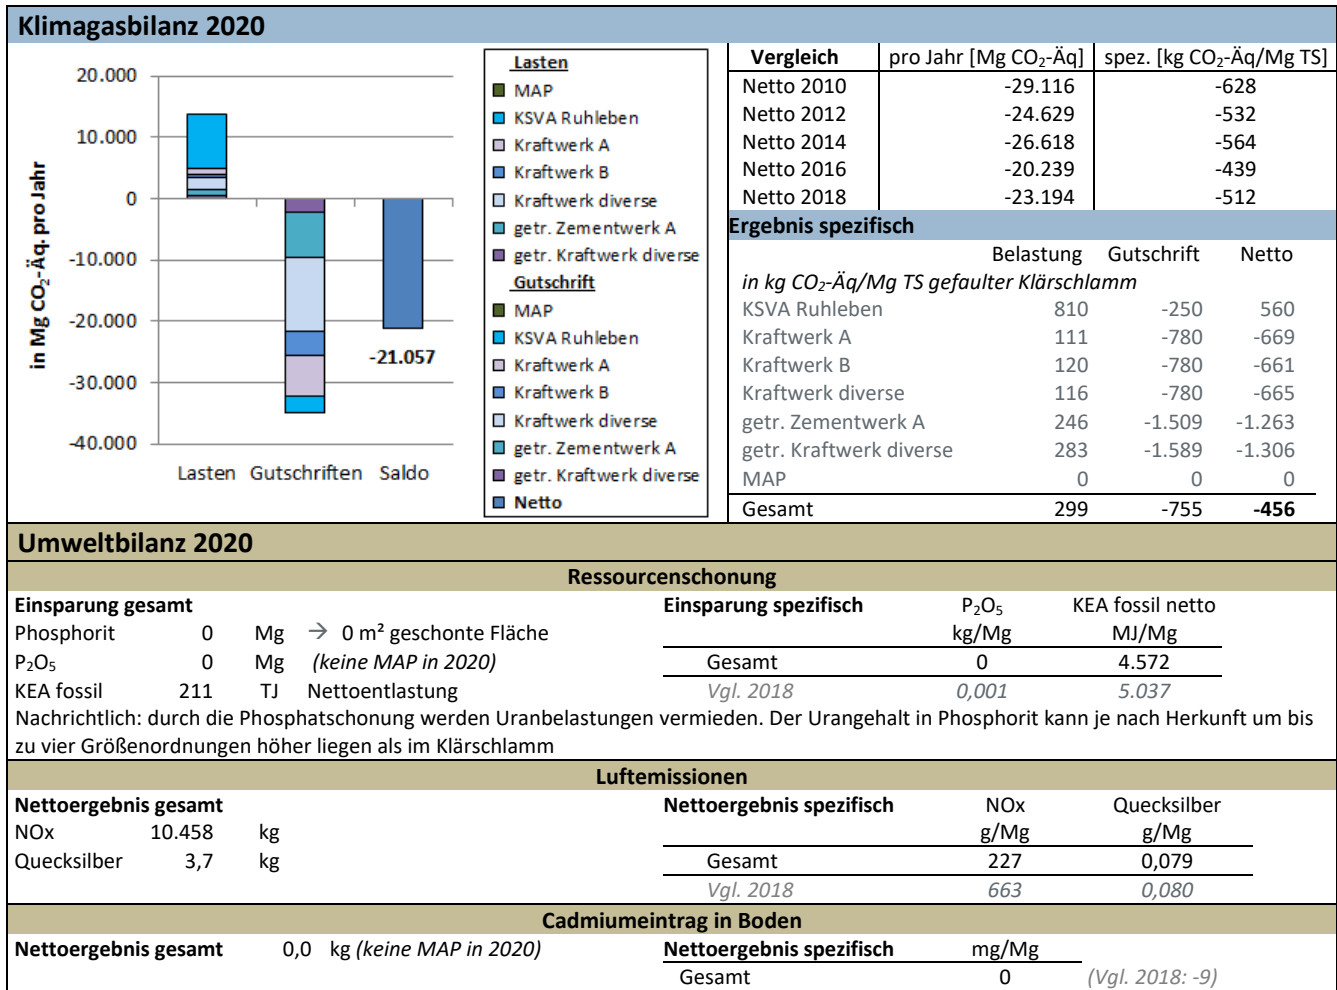 Klimagasbilanz 2020
in Mg CO₂-Äq. pro Jahr
20.000
10.000
0
-10.000
-20.000
-30.000
-40.000
-21.057
Lasten Gutschriften Saldo
Lasten
MAP
KSVA Ruhleben
Kraftwerk A
Kraftwerk B
Kraftwerk diverse
getr. Zementwerk A
getr. Kraftwerk diverse
Gutschrift
MAP
KSVA Ruhleben
Kraftwerk A
Kraftwerk B
Kraftwerk diverse
getr. Zementwerk A
getr. Kraftwerk diverse
Netto
Vergleich pro Jahr [Mg CO₂-Äq] spez. [kg CO₂-Äq/Mg TS]
Netto 2010 -29.116 -628
Netto 2012 -24.629 -532
Netto 2014 -26.618 -564
Netto 2016 -20.239 -439
Netto 2018 -23.194 -512
Ergebnis spezifisch
Belastung Gutschrift Netto
in kg CO₂-Äq/Mg TS gefaulter Klärschlamm
KSVA Ruhleben 810 -250 560
Kraftwerk A 111 -780 -669
Kraftwerk B 120 -780 -661
Kraftwerk diverse 116 -780 -665
getr. Zementwerk A 246 -1.509 -1.263
getr. Kraftwerk diverse 283 -1.589 -1.306
MAP 0 0 0
Gesamt 299 -755 -456
Umweltbilanz 2020
Ressourcenschonung
Einsparung gesamt
Phosphorit 0 Mg → 0 m² geschonte Fläche
P₂O₅ 0 Mg (keine MAP in 2020)
KEA fossil 211 TJ Nettoentlastung
Einsparung spezifisch P₂O₅ KEA fossil netto
kg/Mg MJ/Mg
Gesamt 0 4.572
Vgl. 2018 0,001 5.037
Nachrichtlich: durch die Phosphatschonung werden Uranbelastungen vermieden. Der Urangehalt in Phosphorit kann je nach Herkunft um bis
zu vier Größenordnungen höher liegen als im Klärschlamm
Luftemissionen
Nettoergebnis gesamt
NOx 10.458 kg
Quecksilber 3,7 kg
Nettoergebnis spezifisch NOx Quecksilber
g/Mg g/Mg
Gesamt 227 0,079
Vgl. 2018 663 0,080
Cadmiumeintrag in Boden
Nettoergebnis gesamt 0,0 kg (keine MAP in 2020)
Nettoergebnis spezifisch mg/Mg
Gesamt 0 (Vgl. 2018: -9)